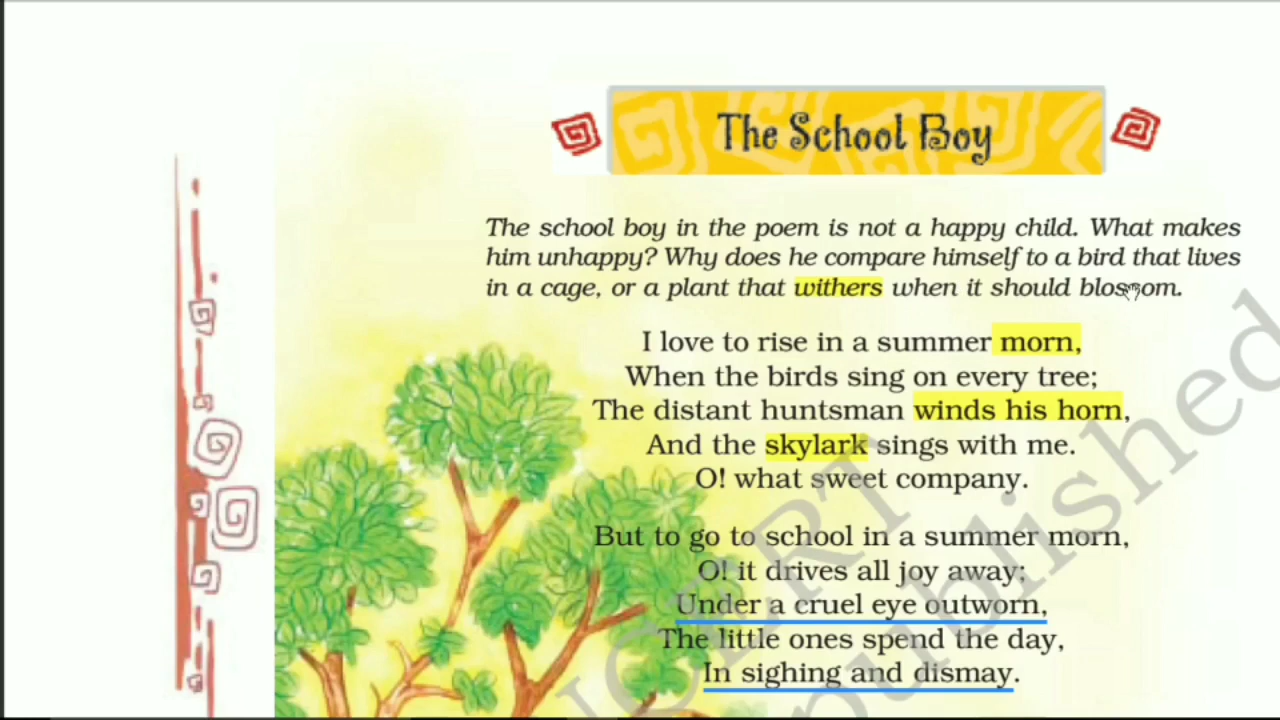 The School Boy
The school boy in the poem is not a happy child. What makes
him unhappy? Why does he compare himself to a bird that lives
in a cage, or a plant that withers when it should blossom.
I love to rise in a summer morn,
When the birds sing on every tree;
The distant huntsman winds his horn,
And the skylark sings with me.
O! what sweet company.
But to go to school in a summer morn,
O! it drives all joy away;
Under a cruel eye outworn,
The little ones spend the day,
In sighing and dismay.
NCERT
published